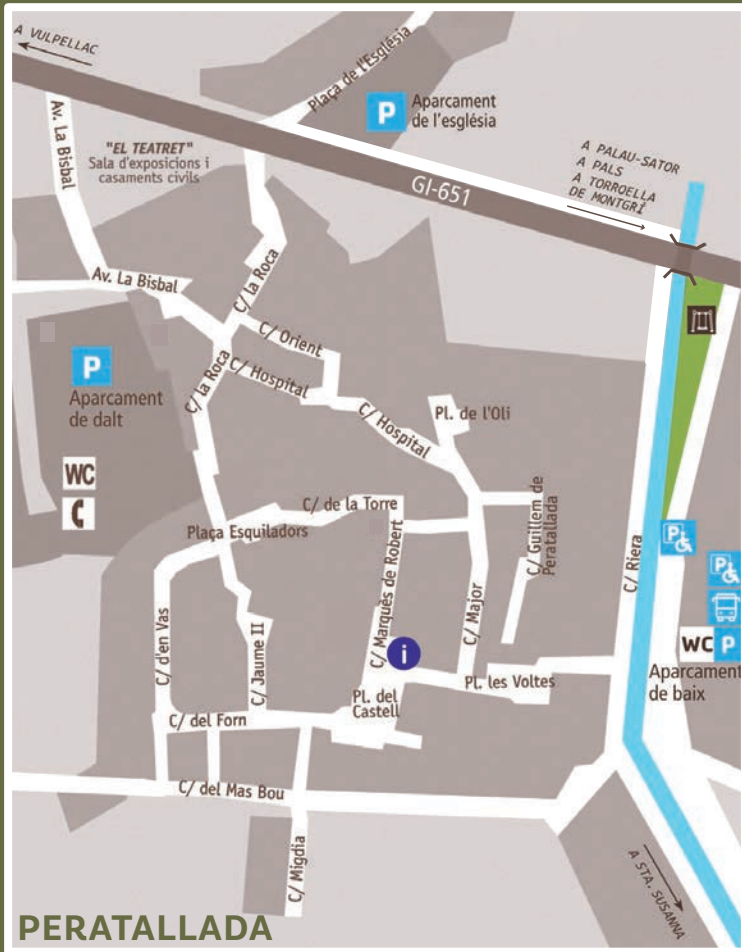 A VULPELLAC
Plaça de l'Església
P
Aparcament
de l'església
Av. La Bisbal
"EL TEATRET"
Sala d'exposicions i
casaments civils
GI-651
A PALAU-SATOR
A PALS
A TORROELLA
DE MONTGRÍ
Av. La Bisbal
C/ la Roca
C/ Orient
C/ la Roca
C/ Hospital
P
Aparcament
de dalt
C/ Hospital
Pl. de l'Oli
WC
C/ de la Torre
Plaça Esquiladors
C/ Marquès de Robert
C/ Guillem de
Peratallada
C/ Riera
P
P
C/ d'en Vas
C/ Jaume II
C/ Major
i
WC P
Aparcament
de baix
Pl. les Voltes
Pl. del
Castell
C/ del Forn
C/ del Mas Bou
C/ Migdia
A STA. SUSANNA
PERATALLADA